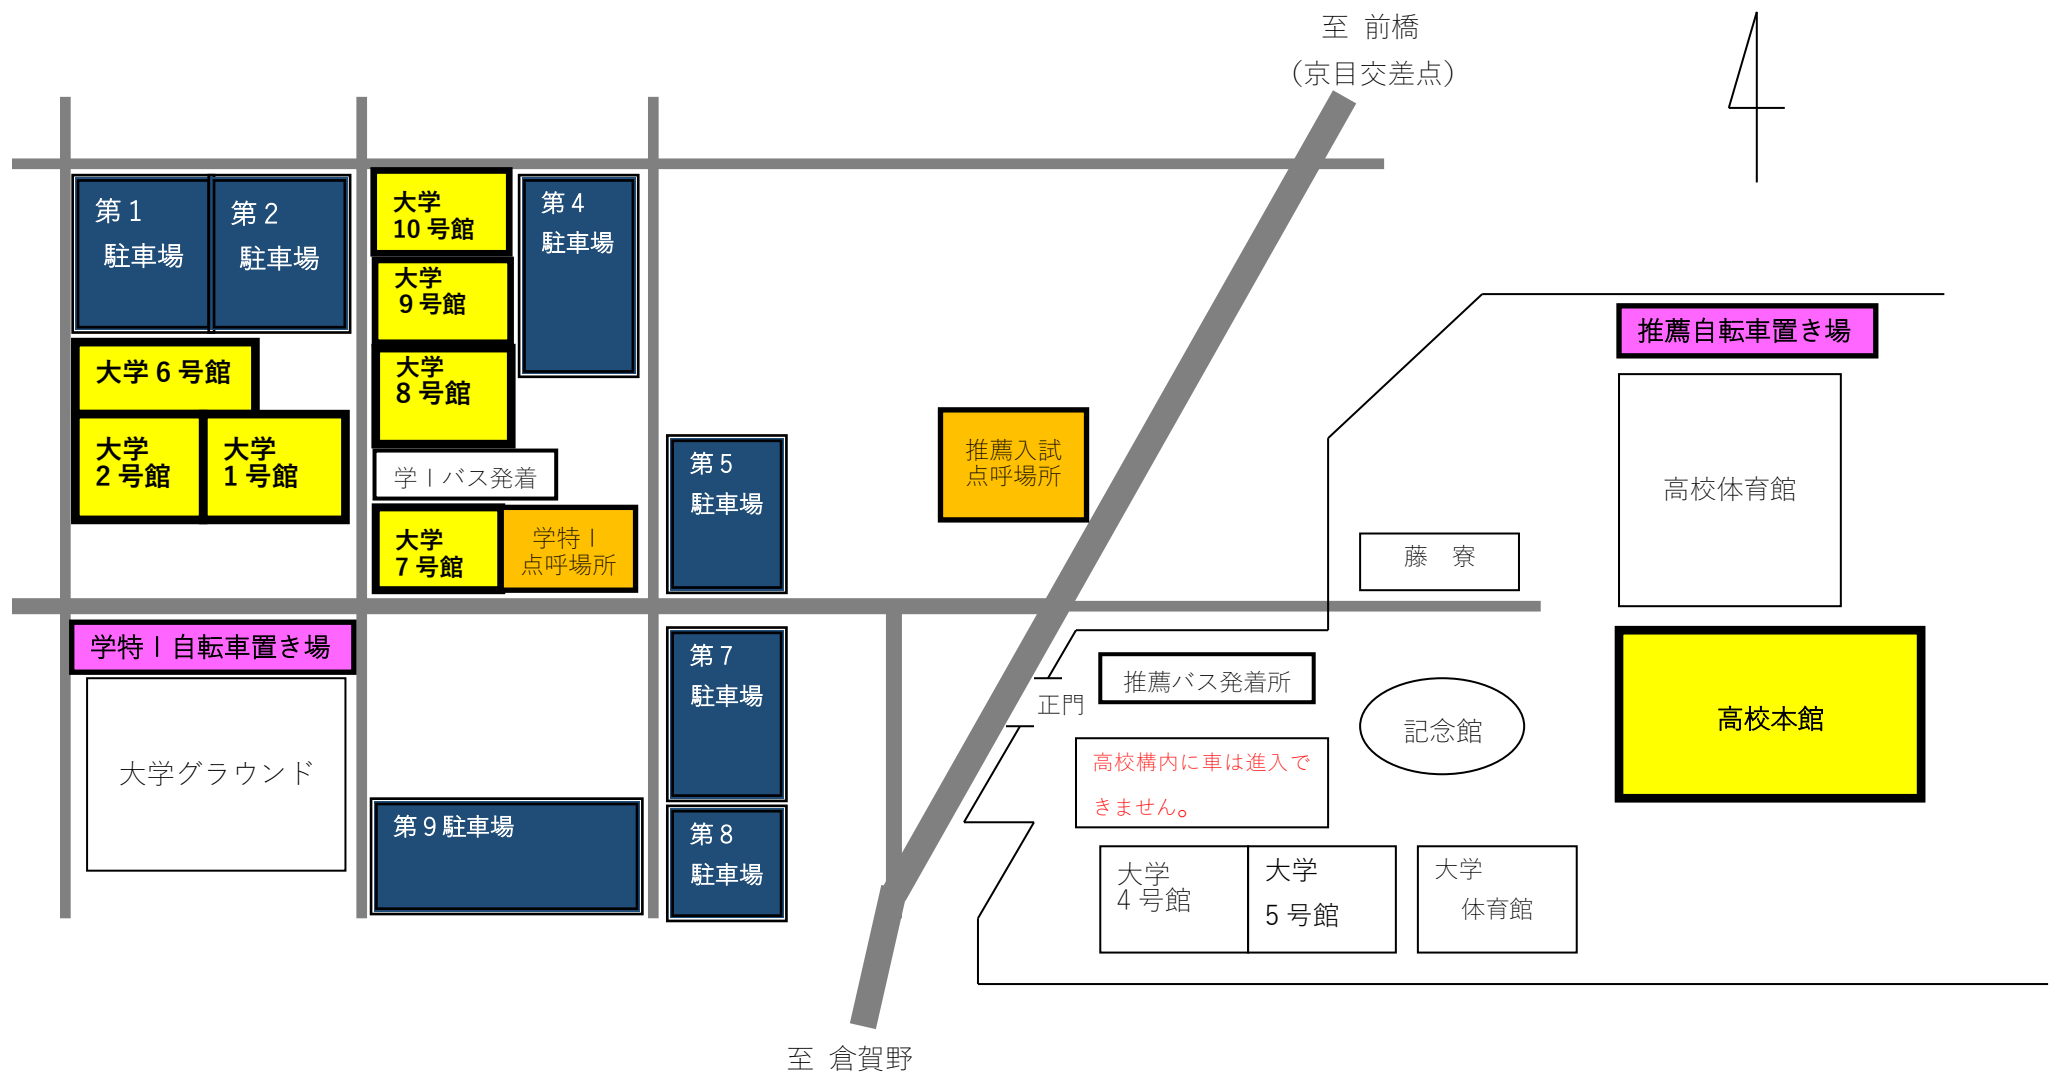 至 前橋
（京目交差点）
第１
駐車場
第２
駐車場
大学
10 号館
第４
駐車場
大学
９号館
大学
８号館
大学６号館
大学
２号館
大学
１号館
学Ⅰバス発着
大学
７号館
学特Ⅰ
点呼場所
第５
駐車場
推薦入試
点呼場所
推薦自転車置き場
高校体育館
藤　寮
学特Ⅰ自転車置き場
大学グラウンド
第７
駐車場
第８
駐車場
第９駐車場
正門
推薦バス発着所
記念館
高校本館
高校構内に車は進入で
きません。
大学
４号館
大学
５号館
大学
体育館
至 倉賀野